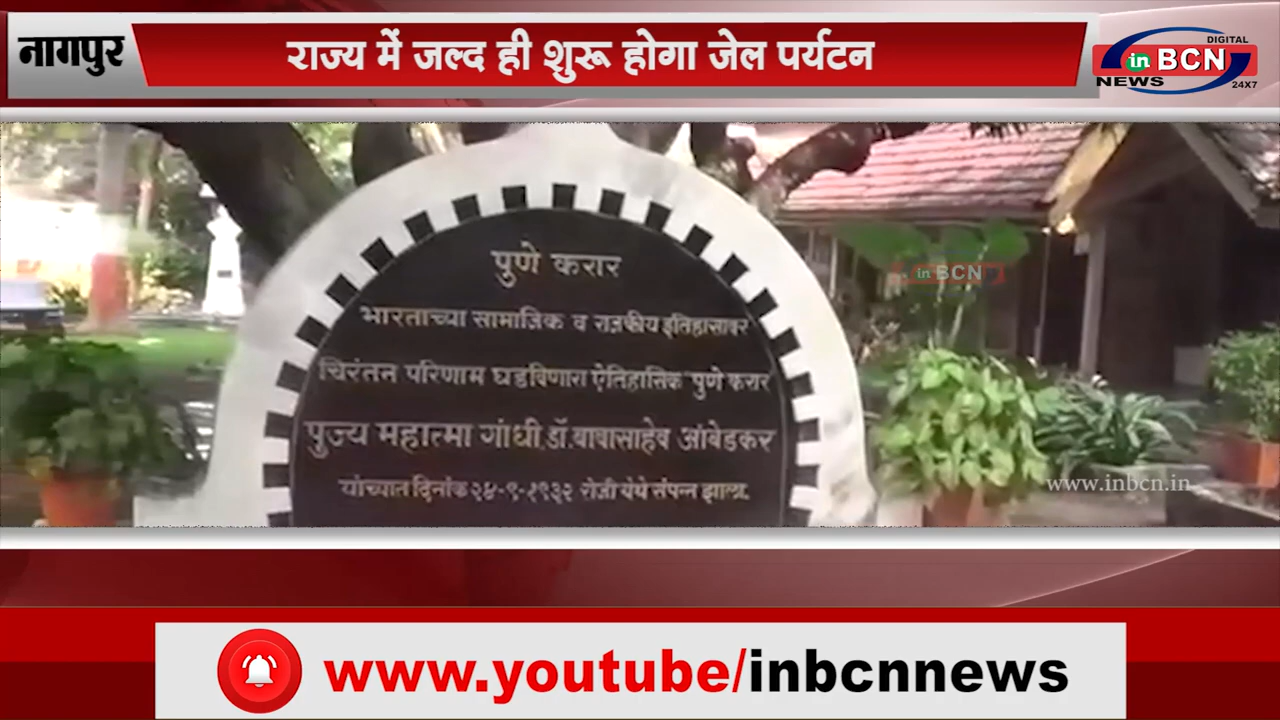 नागपुर
राज्य में जल्द ही शुरू होगा जेल पर्यटन
DIGITAL
in BCN
NEWS 24X7
पुणे करार
भारताच्या सामाजिक व राजकीय इतिहासावर
चिरंतन परिणाम घडविणारा ऐतिहासिक पुणे करार
पुज्य महात्मा गांधी,डॉ.बाबासाहेब आंबेडकर
यांच्यात दिनांक २४-९-१९३२ रोजी येथे संपन्न झाला.
in BCN
www.inbcn.in
www.youtube/inbcnnews